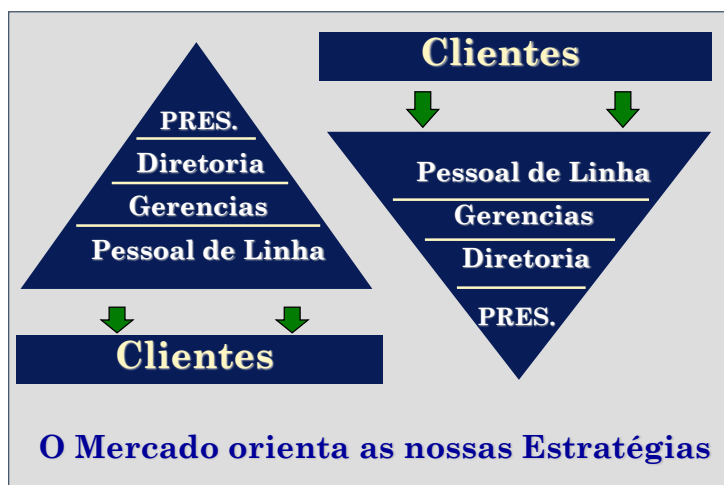 PRES.
Diretoria
Gerencias
Pessoal de Linha
Clientes
Clientes
Pessoal de Linha
Gerencias
Diretoria
PRES.
O Mercado orienta as nossas Estratégias